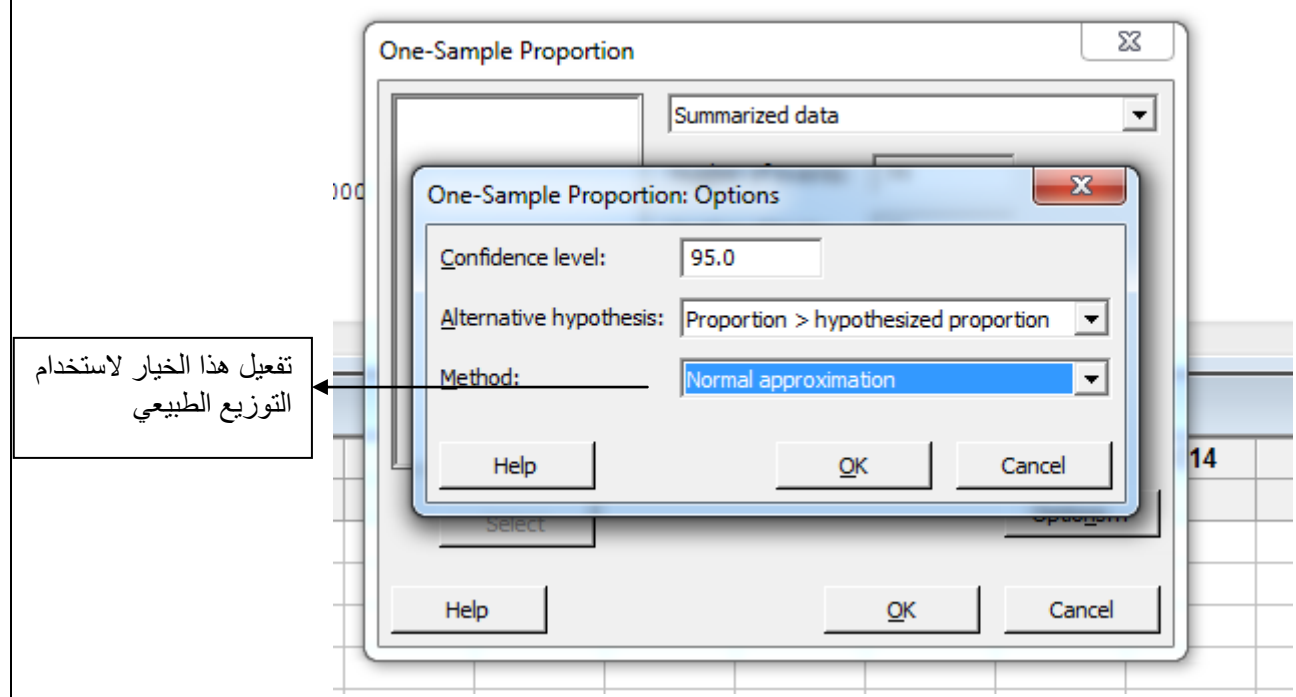 One-Sample Proportion
Summarized data
000
One-Sample Proportion: Options
Confidence level: 95.0
Alternative hypothesis: Proportion > hypothesized proportion
تفعيل هذا الخيار لاستخدام
التوزيع الطبيعي
Method: Normal approximation
Help OK Cancel
14
Select
Help OK Cancel